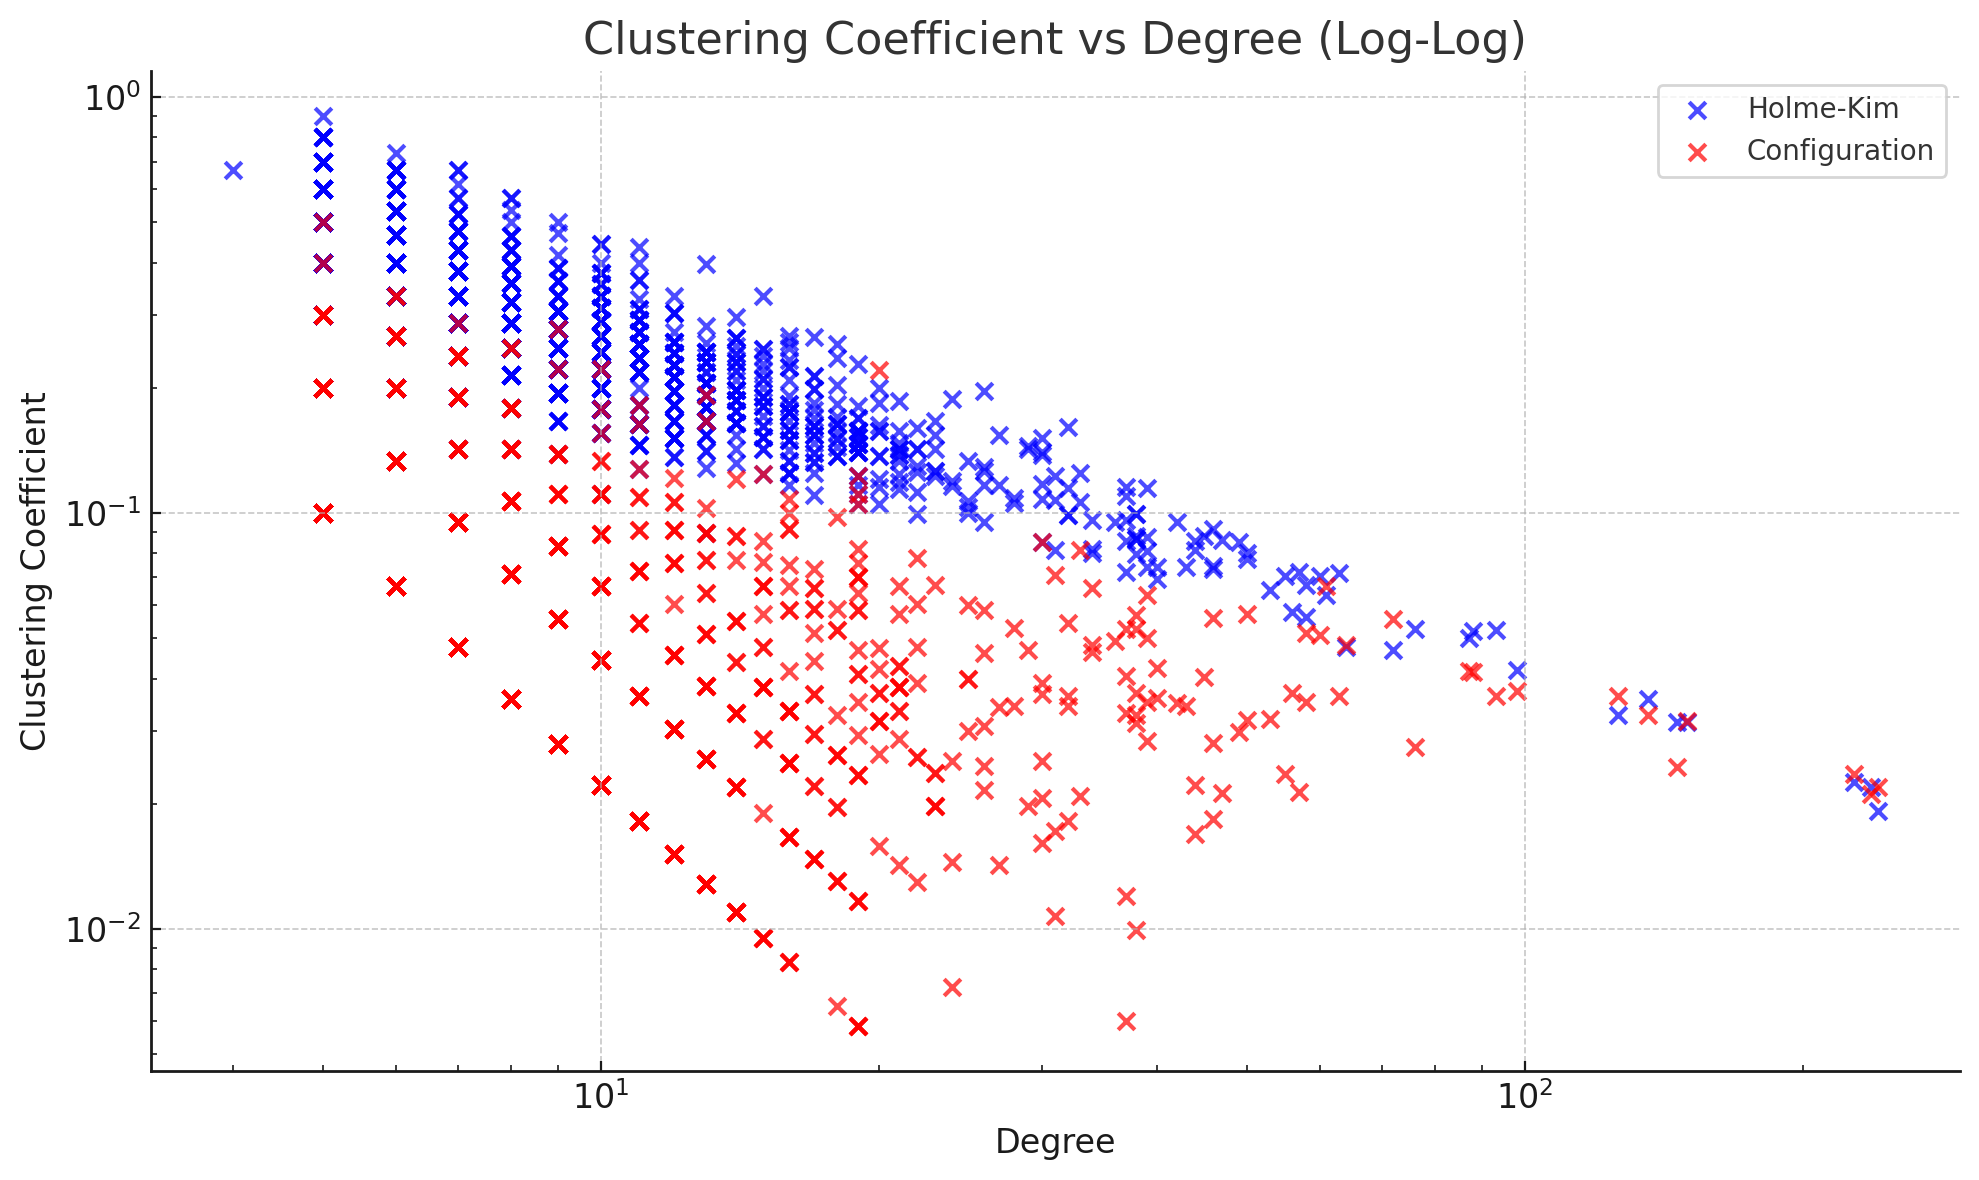 Clustering Coefficient vs Degree (Log-Log)
10⁰
Holme-Kim
Configuration
10⁻¹
10⁻²
Clustering Coefficient
10¹
10²
Degree